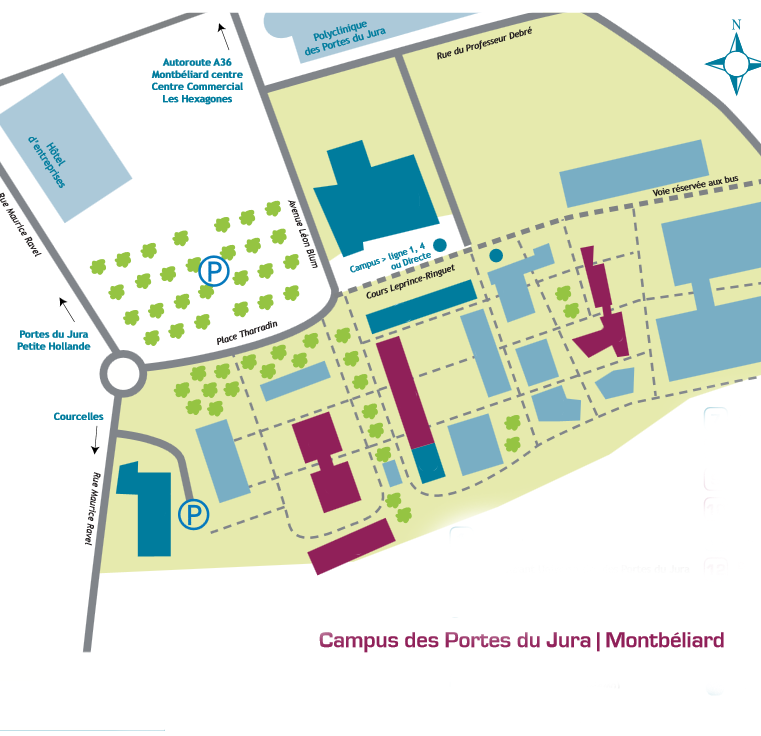 Polyclinique
des Portes du Jura
Rue du Professeur Debré
N
Autoroute A36
Montbéliard centre
Centre Commercial
Les Hexagones
Hôtel
d'entreprises
Voie réservée aux bus
Rue Maurice Ravel
Avenue Léon Blum
Campus > ligne 1, 4
ou Directe
P
Cours Leprince-Ringuet
Portes du Jura
Petite Hollande
Place Tharradin
Courcelles
Rue Maurice Ravel
P
Campus des Portes du Jura | Montbéliard